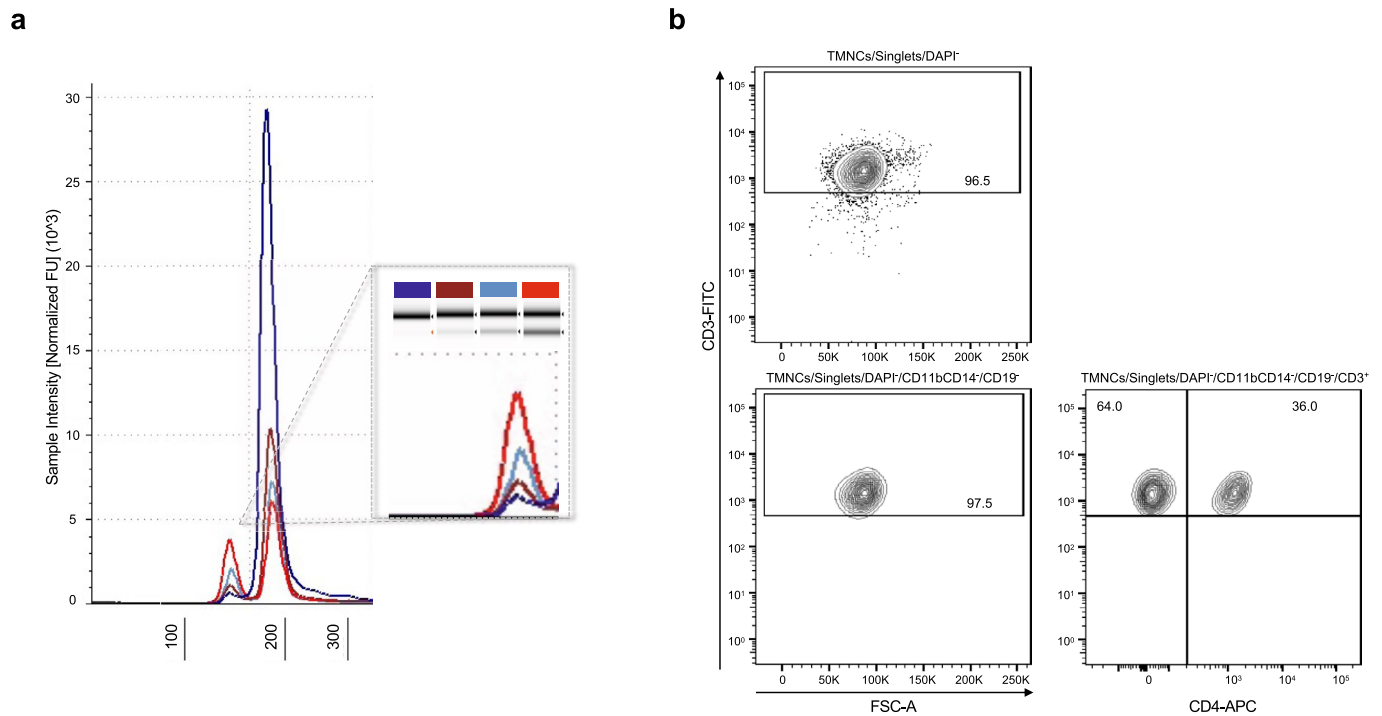 a
Sample Intensity [Normalized FU] (10^3)
30
25
20
15
10
5
0
100
200
300
b
TMNCs/Singlets/DAPI⁻
CD3-FITC
10⁵
10⁴
10³
10²
10¹
10⁰
96.5
0 50K 100K 150K 200K 250K
TMNCs/Singlets/DAPI⁻/CD11bCD14⁻/CD19⁻
10⁵
10⁴
10³
10²
10¹
10⁰
97.5
0 50K 100K 150K 200K 250K
FSC-A
TMNCs/Singlets/DAPI⁻/CD11bCD14⁻/CD19⁻/CD3⁺
64.0 36.0
10⁵
10⁴
10³
10²
10¹
10⁰
0 10³ 10⁴ 10⁵
CD4-APC